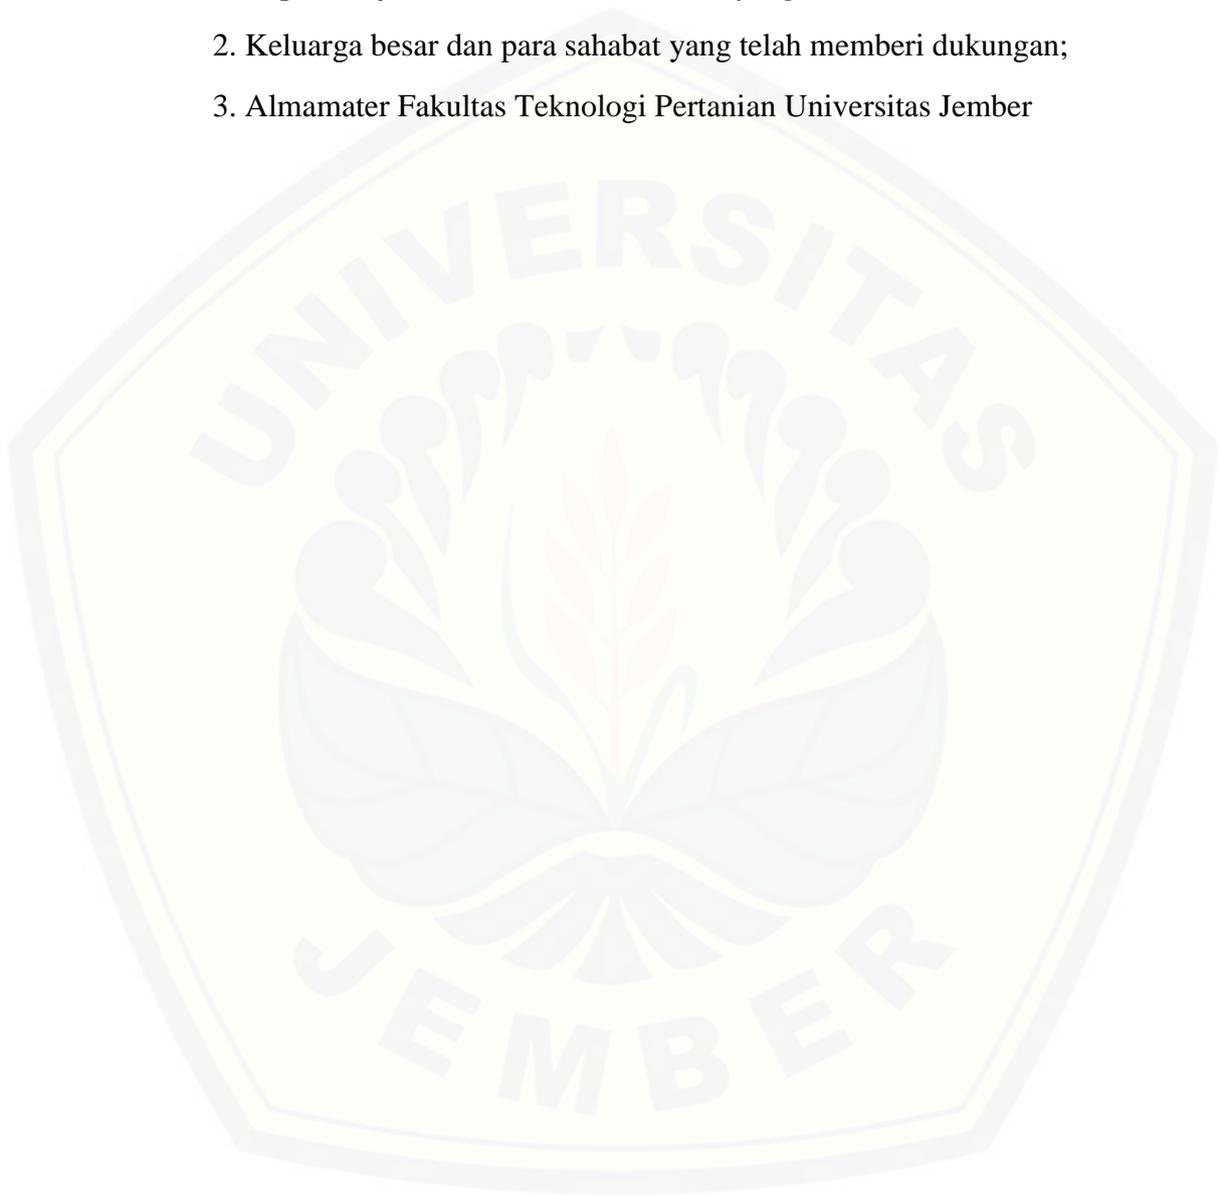 2. Keluarga besar dan para sahabat yang telah memberi dukungan;
3. Almamater Fakultas Teknologi Pertanian Universitas Jember
UNIVERSITAS
JEMBER